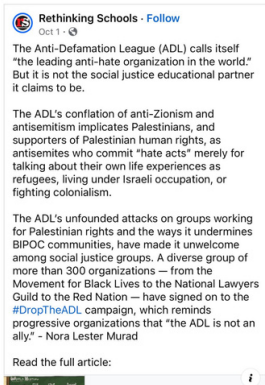 Rethinking Schools · Follow
Oct 1 ·
The Anti-Defamation League (ADL) calls itself
"the leading anti-hate organization in the world."
But it is not the social justice educational partner
it claims to be.
The ADL's conflation of anti-Zionism and
antisemitism implicates Palestinians, and
supporters of Palestinian human rights, as
antisemites who commit "hate acts" merely for
talking about their own life experiences as
refugees, living under Israeli occupation, or
fighting colonialism.
The ADL's unfounded attacks on groups working
for Palestinian rights and the ways it undermines
BIPOC communities, have made it unwelcome
among social justice groups. A diverse group of
more than 300 organizations — from the
Movement for Black Lives to the National Lawyers
Guild to the Red Nation — have signed on to the
#DropTheADL campaign, which reminds
progressive organizations that "the ADL is not an
ally." - Nora Lester Murad
Read the full article: